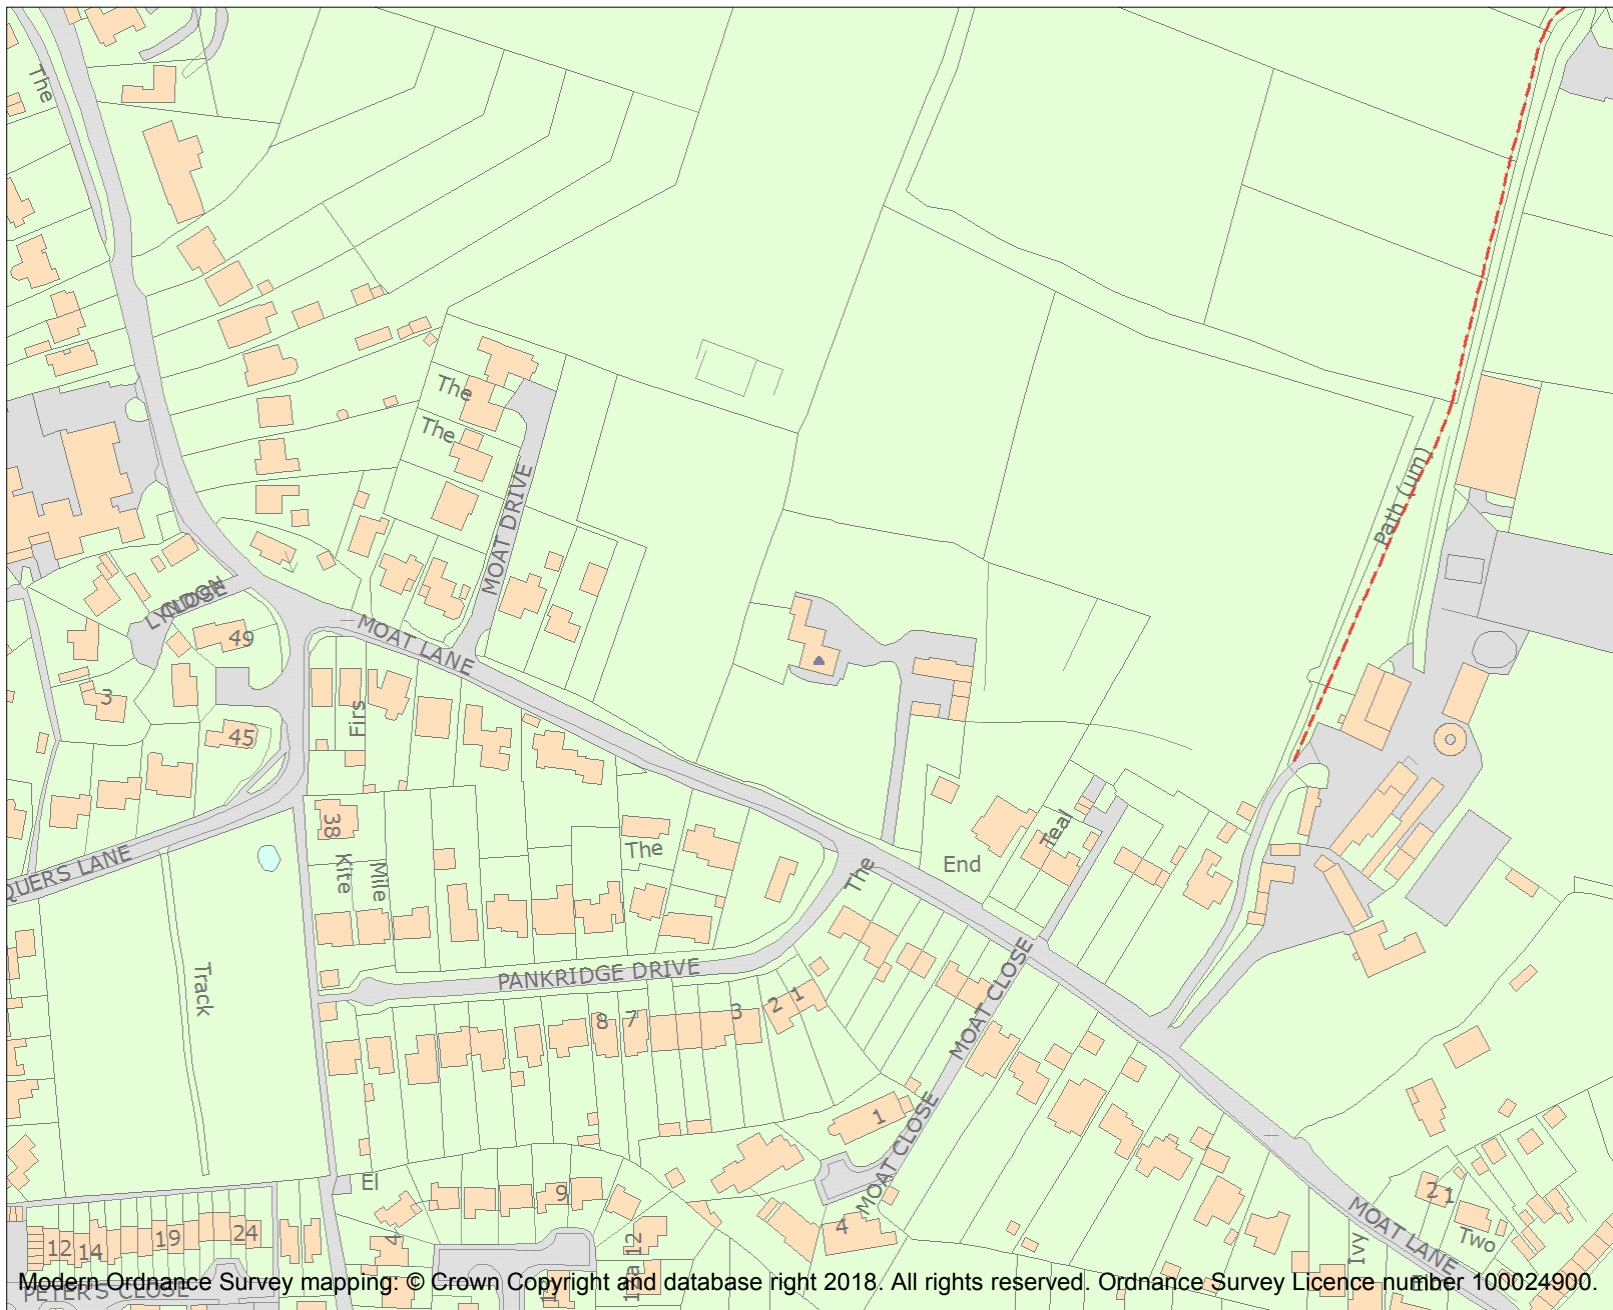 The
The
The
Path (um)
MOAT DRIVE
LYNDON
CLOSE
49
MOAT LANE
3
Firs
45
38
Teal
The
The
End
Kite
Mile
QUERS LANE
PANKRIDGE DRIVE
Track
MOAT CLOSE
8
7
3
2
1
1
MOAT CLOSE
El
9
2
1
MOAT LANE
Two
Ivy
4
4
12
14
19
24
12
PETER'S CLOSE
Modern Ordnance Survey mapping: © Crown Copyright and database right 2018. All rights reserved. Ordnance Survey Licence number 100024900.